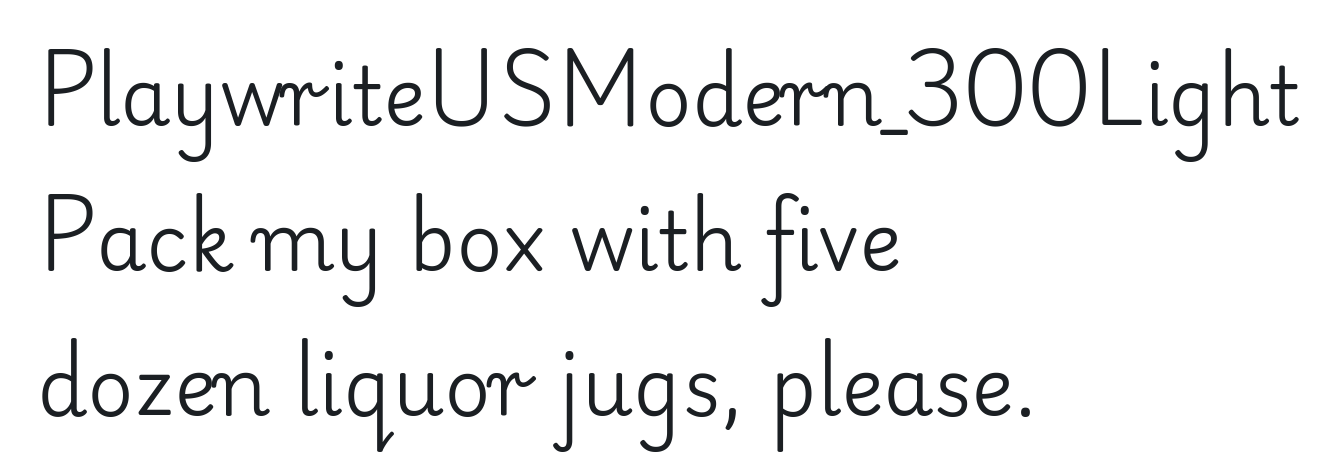 PlaywriteUSModern_300Light
Pack my box with five
dozen liquor jugs, please.